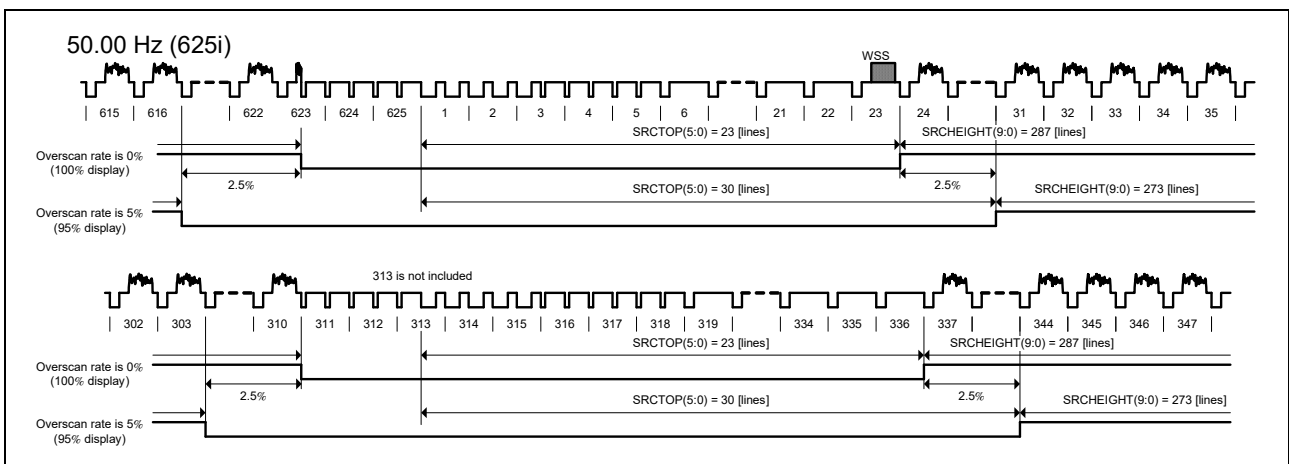 50.00 Hz (625i)
WSS
615 616 622 623 624 625 1 2 3 4 5 6 21 22 23 24 31 32 33 34 35
SRCTOP(5:0) = 23 [lines] SRCHEIGHT(9:0) = 287 [lines]
Overscan rate is 0%
(100% display)
2.5% 2.5%
SRCTOP(5:0) = 30 [lines] SRCHEIGHT(9:0) = 273 [lines]
Overscan rate is 5%
(95% display)
313 is not included
302 303 310 311 312 313 314 315 316 317 318 319 334 335 336 337 344 345 346 347
SRCTOP(5:0) = 23 [lines] SRCHEIGHT(9:0) = 287 [lines]
Overscan rate is 0%
(100% display)
2.5% 2.5%
SRCTOP(5:0) = 30 [lines] SRCHEIGHT(9:0) = 273 [lines]
Overscan rate is 5%
(95% display)